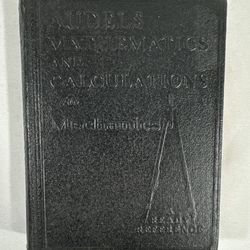 AUDELS
MATHEMATICS
AND
CALCULATIONS
for
Mechanics
READY
REFERENCE